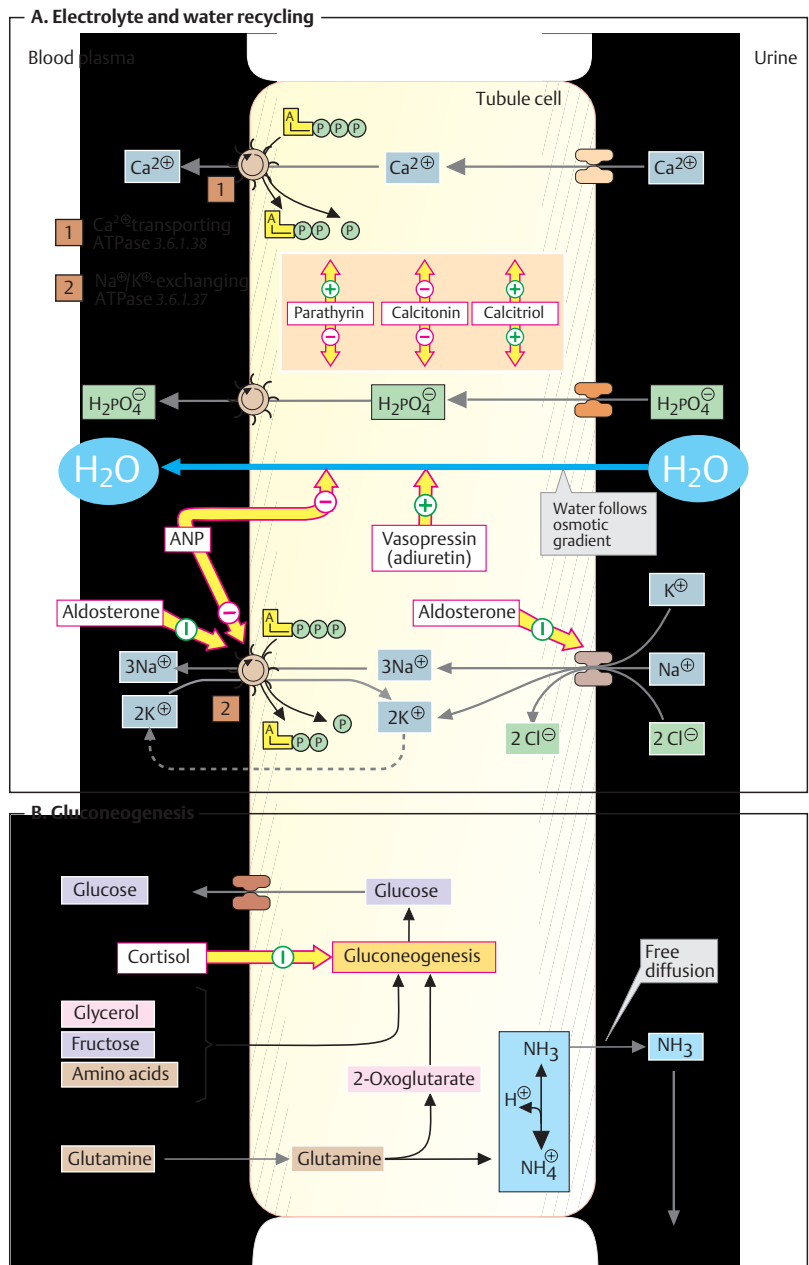 A. Electrolyte and water recycling
Blood plasma
Urine
Tubule cell
A P P P
Ca²⊕
Ca²⊕
Ca²⊕
1
A P P P
1 Ca²⊕transporting
ATPase 3.6.1.38
2 Na⊕/K⊕-exchanging
ATPase 3.6.1.37
+ − +
Parathyrin Calcitonin Calcitriol
− − +
H₂PO₄⊖
H₂PO₄⊖
H₂PO₄⊖
H₂O
H₂O
−
+
Water follows
osmotic
gradient
ANP
Vasopressin
(adiuretin)
Aldosterone
I
−
A P P P
Aldosterone
I
K⊕
3Na⊕
3Na⊕
Na⊕
2K⊕
2
A P P P
2K⊕
2 Cl⊖
2 Cl⊖
B. Gluconeogenesis
Glucose
Glucose
Cortisol
I
Gluconeogenesis
Free
diffusion
Glycerol
Fructose
Amino acids
2-Oxoglutarate
NH₃
NH₃
H⊕
NH₄⊕
Glutamine
Glutamine